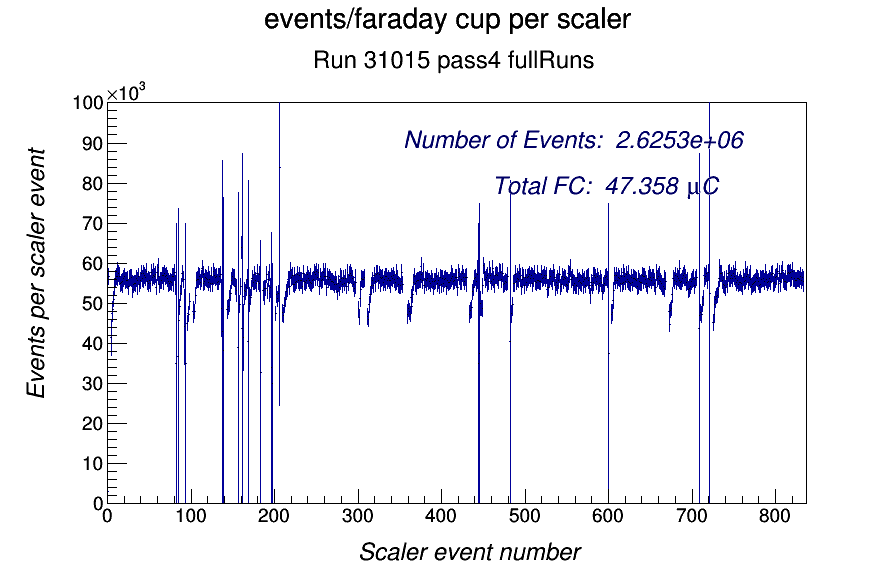 events/faraday cup per scaler
Run 31015 pass4 fullRuns
×10³
100
90
80
70
60
50
40
30
20
10
0
Events per scaler event
Number of Events: 2.6253e+06
Total FC: 47.358 μC
0 100 200 300 400 500 600 700 800
Scaler event number